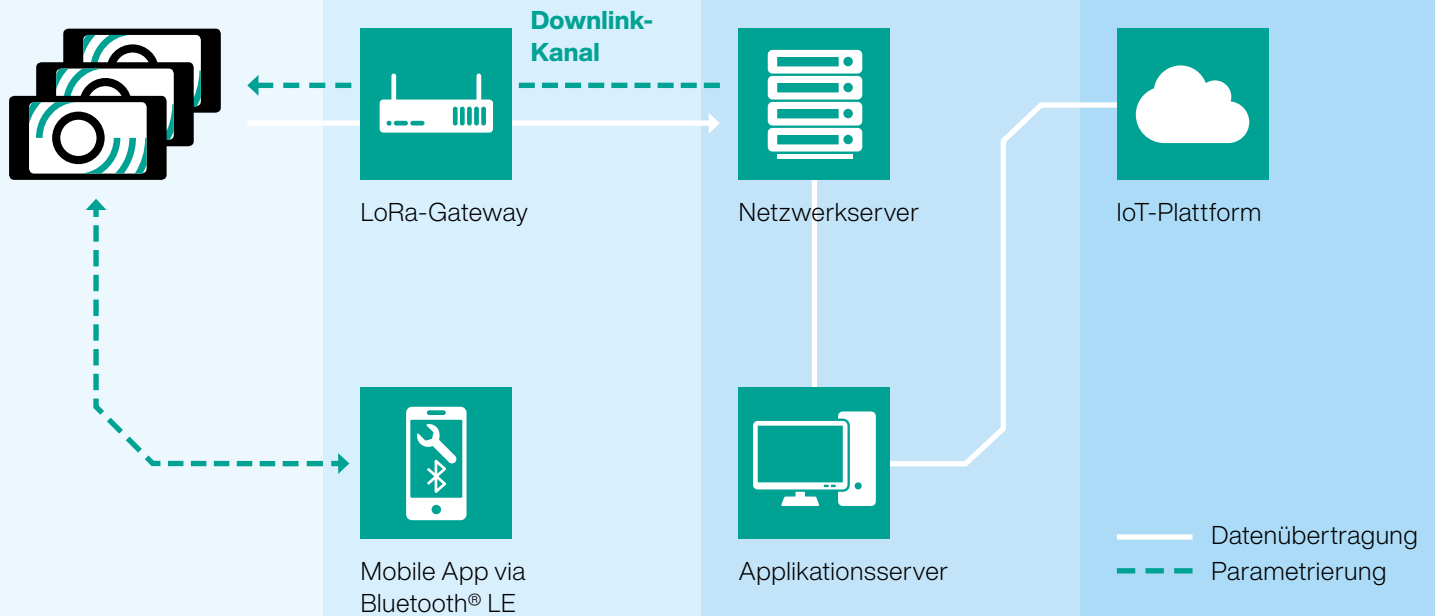 Downlink-
Kanal
LoRa-Gateway
Netzwerkserver
IoT-Plattform
Mobile App via
Bluetooth® LE
Applikationsserver
Datenübertragung
Parametrierung